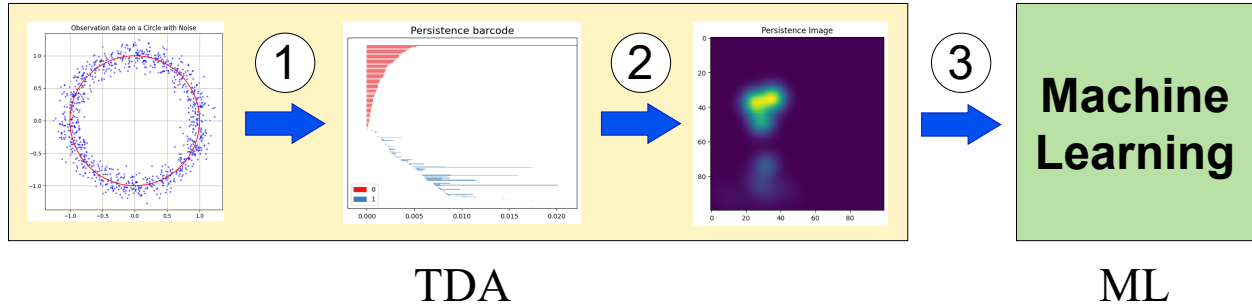 Observation data on a Circle with Noise
1.0
0.5
0.0
−0.5
−1.0
−1.0 −0.5 0.0 0.5 1.0
1
Persistence barcode
0
1
0.000 0.005 0.010 0.015 0.020
2
Persistence Image
0
20
40
60
80
0 20 40 60 80
3
Machine
Learning
TDA
ML